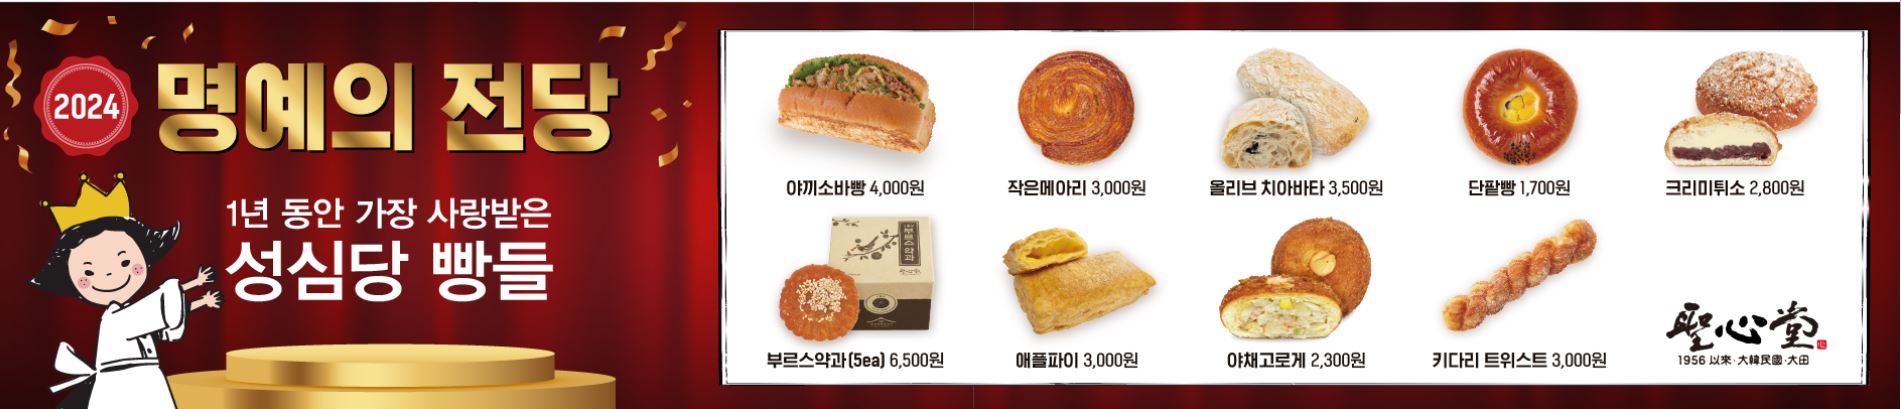 2024
명예의 전당
1년 동안 가장 사랑받은
성심당 빵들
야끼소바빵 4,000원
작은메아리 3,000원
올리브 치아바타 3,500원
단팥빵 1,700원
크리미튀소 2,800원
부르스약과
부르스약과(5ea) 6,500원
애플파이 3,000원
야채고로게 2,300원
키다리 트위스트 3,000원
聖心堂
1956 以來·大韓民國·大田